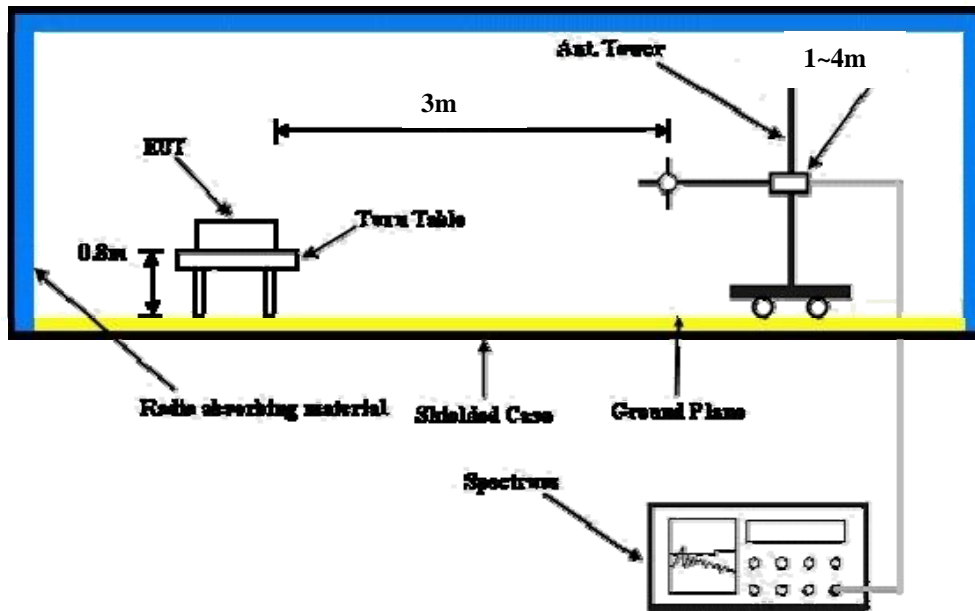 Ant. Tower
1~4m
3m
EUT
Turn Table
0.8m
Radio absorbing material
Shielded Case
Ground Plane
Spectrum